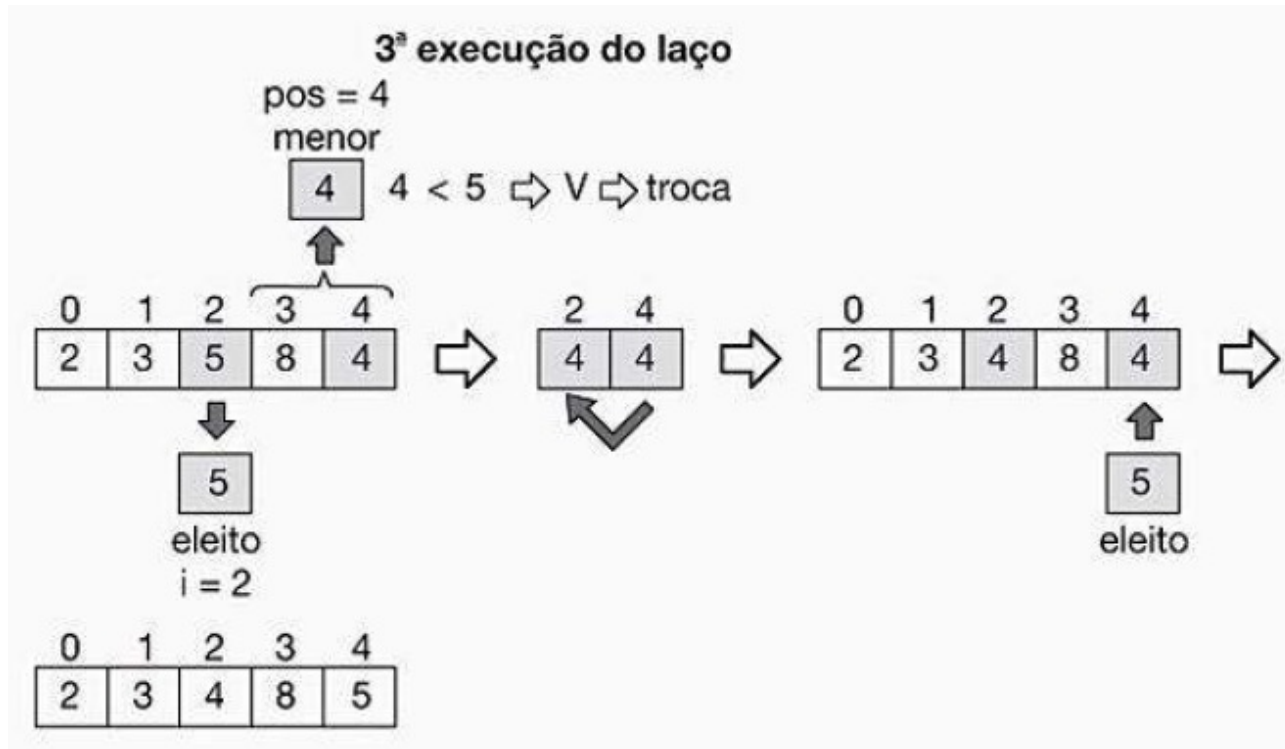 3ª execução do laço
pos = 4
menor
4 4 < 5 ⇨ V ⇨ troca
0 1 2 3 4 2 4 0 1 2 3 4
2 3 5 8 4 4 4 2 3 4 8 4
5 5
eleito eleito
i = 2
0 1 2 3 4
2 3 4 8 5